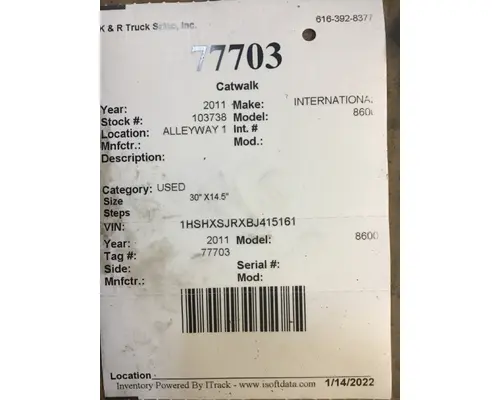 K & R Truck Sales, Inc. 616-392-8377
77703
Catwalk
Year: 2011 Make: INTERNATIONAL
Stock #: 103738 Model: 8600
Location: ALLEYWAY 1 Int. #
Mnfctr.: Mod.:
Description:
Category: USED
Size 30" X14.5"
Steps
VIN: 1HSHXSJRXBJ415161
Year: 2011 Model: 8600
Tag #: 77703
Side: Serial #:
Mnfctr.: Mod:
Location
Inventory Powered By ITrack - www.isoftdata.com 1/14/2022